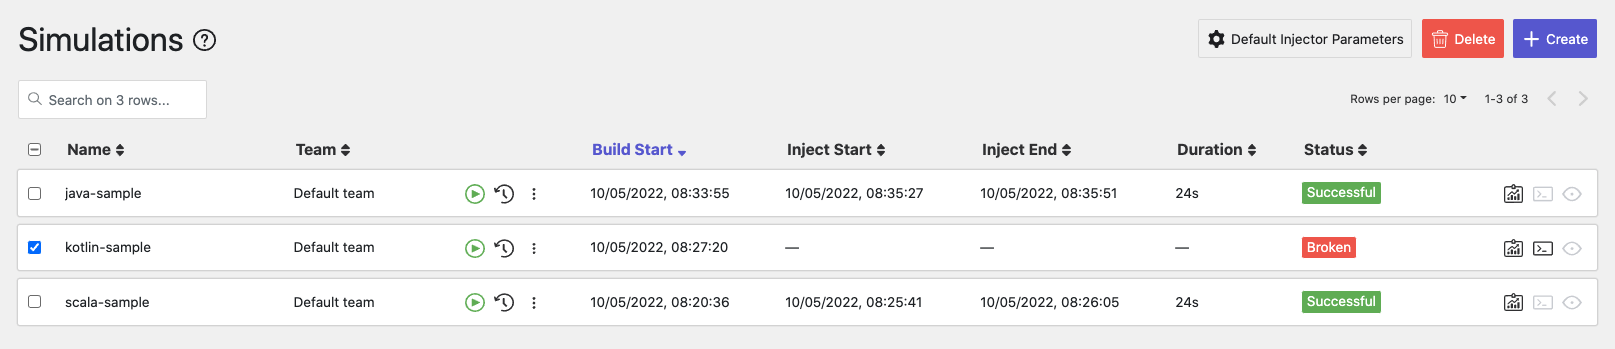 Simulations
Default Injector Parameters Delete Create
Search on 3 rows... Rows per page: 10 1-3 of 3
Name Team Build Start Inject Start Inject End Duration Status
java-sample Default team 10/05/2022, 08:33:55 10/05/2022, 08:35:27 10/05/2022, 08:35:51 24s Successful
kotlin-sample Default team 10/05/2022, 08:27:20 — — — Broken
scala-sample Default team 10/05/2022, 08:20:36 10/05/2022, 08:25:41 10/05/2022, 08:26:05 24s Successful